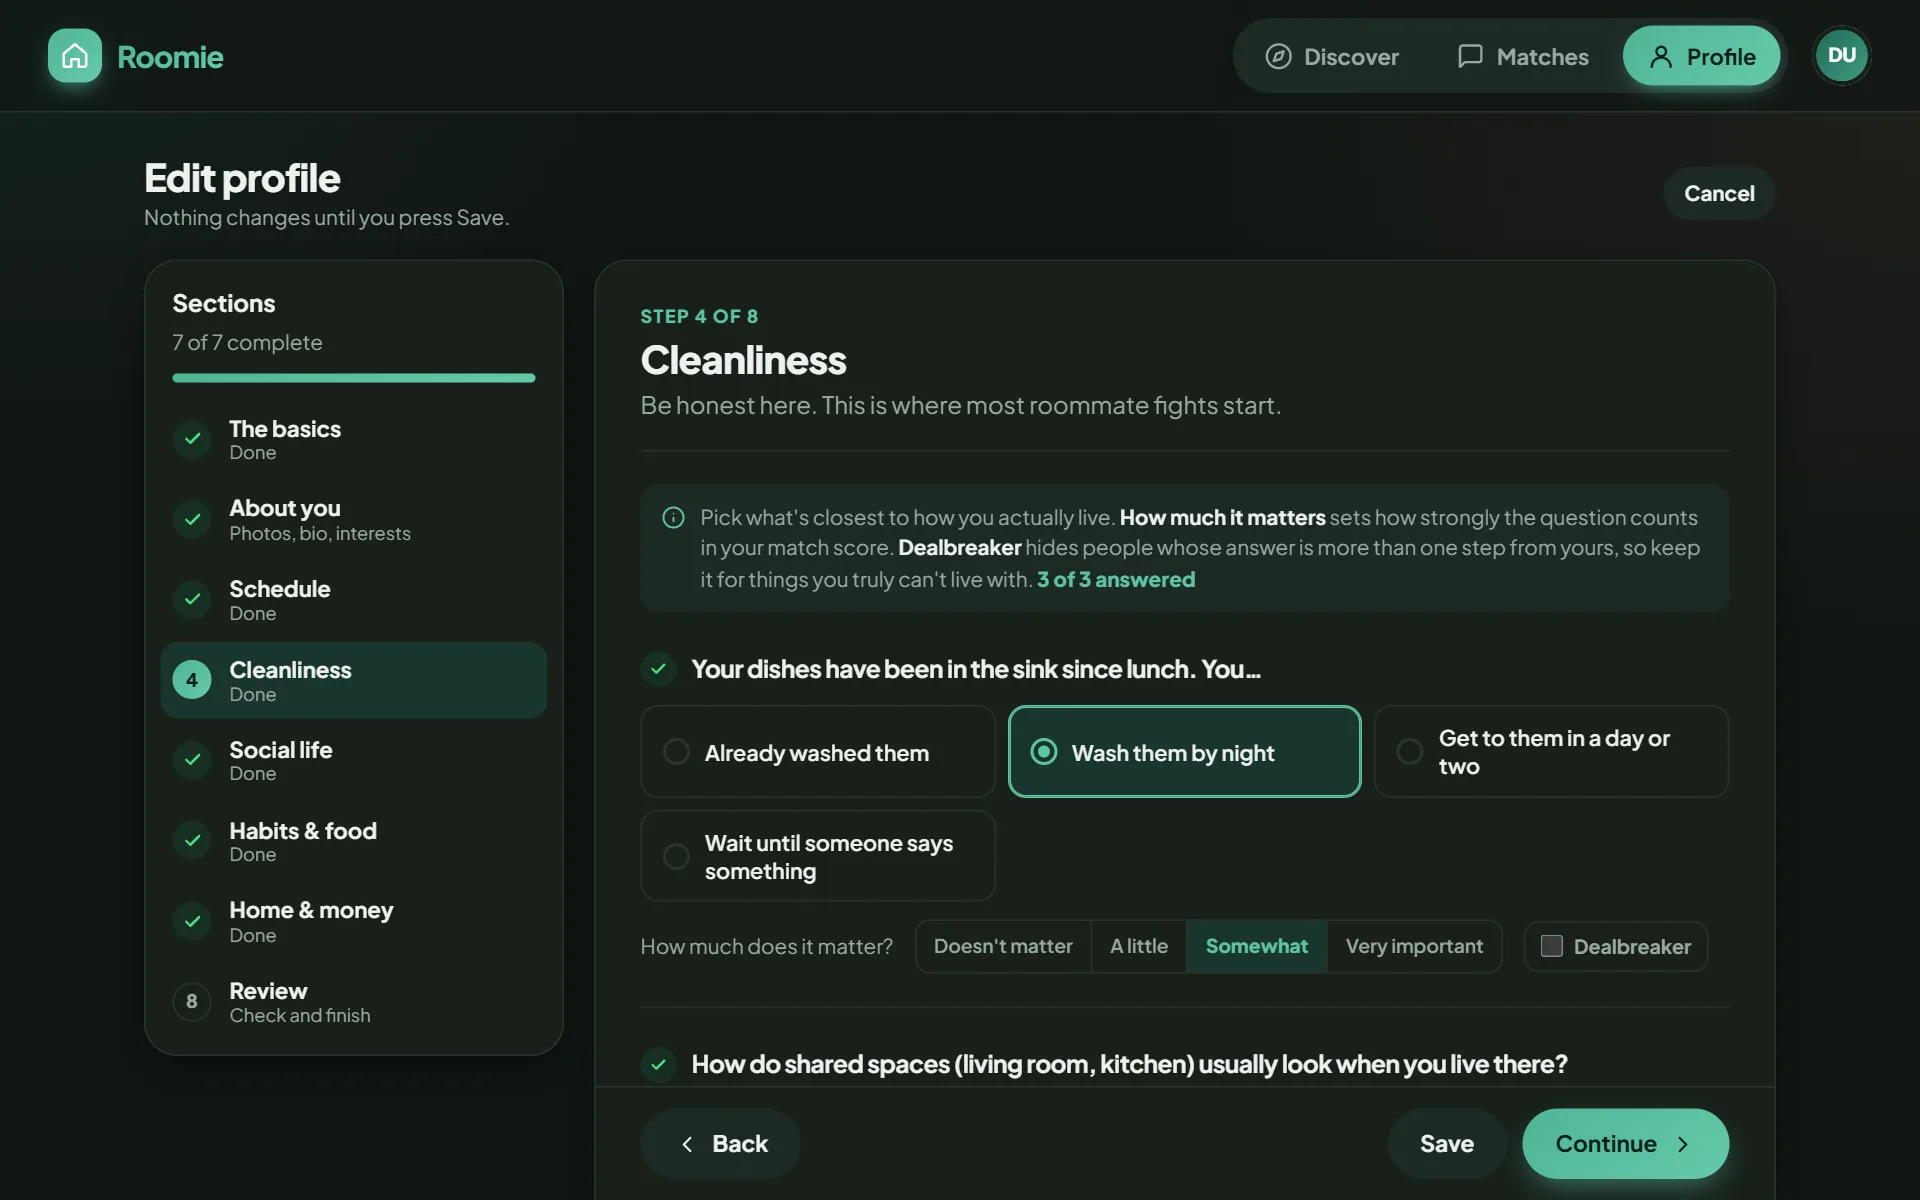 Roomie
Discover
Matches
Profile
DU
Edit profile
Nothing changes until you press Save.
Cancel
Sections
7 of 7 complete
The basics
Done
About you
Photos, bio, interests
Schedule
Done
4
Cleanliness
Done
Social life
Done
Habits & food
Done
Home & money
Done
8
Review
Check and finish
STEP 4 OF 8
Cleanliness
Be honest here. This is where most roommate fights start.
Pick what's closest to how you actually live. How much it matters sets how strongly the question counts
in your match score. Dealbreaker hides people whose answer is more than one step from yours, so keep
it for things you truly can't live with. 3 of 3 answered
Your dishes have been in the sink since lunch. You...
Already washed them
Wash them by night
Get to them in a day or
two
Wait until someone says
something
How much does it matter?
Doesn't matter
A little
Somewhat
Very important
Dealbreaker
How do shared spaces (living room, kitchen) usually look when you live there?
Back
Save
Continue